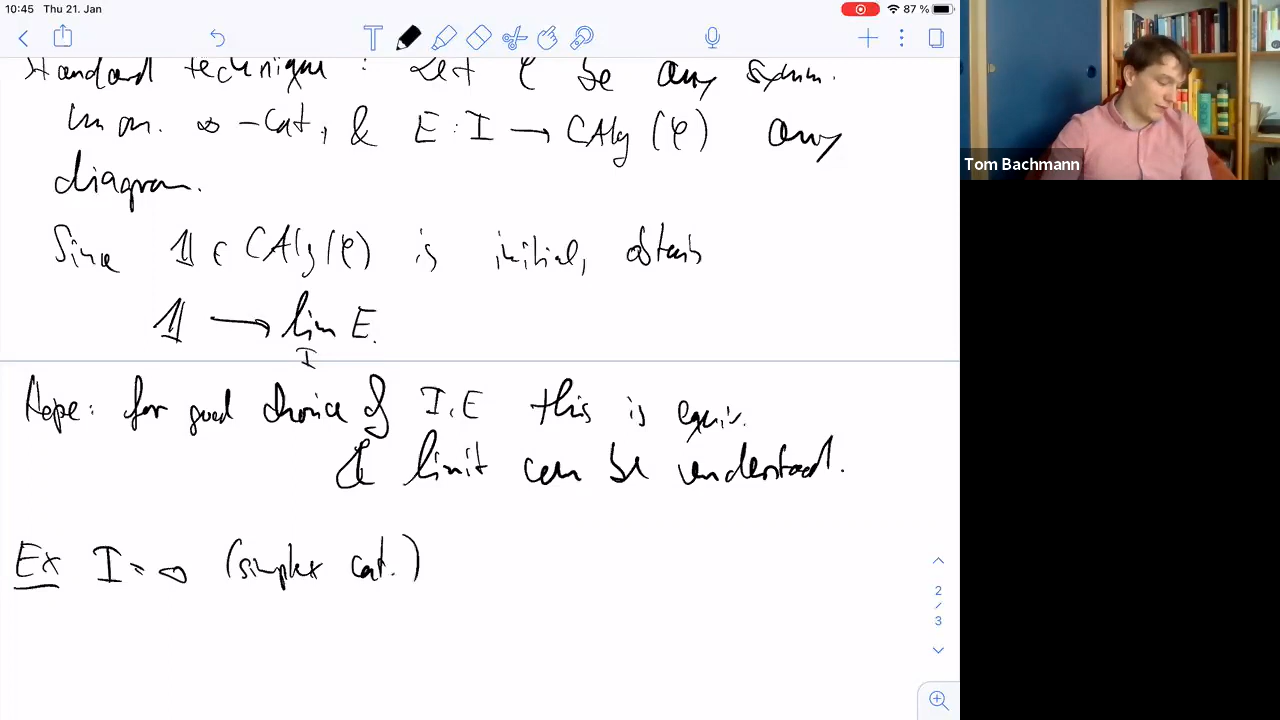 10:45 Thu 21. Jan
87 %
T
Standard technique: Let 𝒞 be any symm.
mon. ∞-cat, & E : I → CAlg(𝒞) any
diagram.
Since 𝟙 ∈ CAlg(𝒞) is initial, obtain
𝟙 → lim E.
I
Hope: for good choice of I, E this is equiv.
& limit can be understood.
Ex I = Δ (simplex cat.)
2
/
3
Tom Bachmann